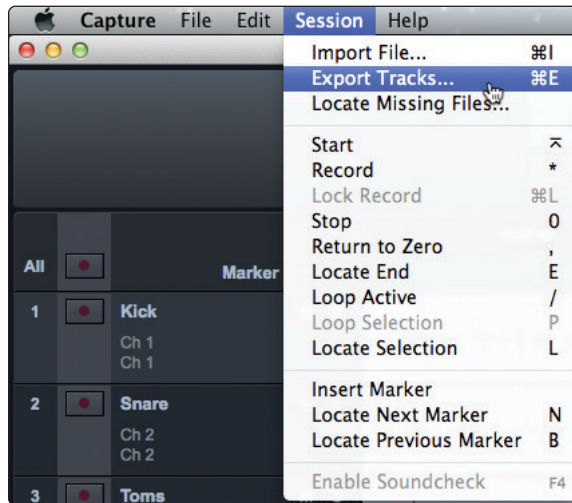 Capture File Edit Session Help
Import File... ⌘I
Export Tracks... ⌘E
Locate Missing Files...
Start ⌅
Record *
Lock Record ⌘L
Stop 0
Return to Zero ,
Locate End E
Loop Active /
Loop Selection P
Locate Selection L
Insert Marker
Locate Next Marker N
Locate Previous Marker B
Enable Soundcheck F4
All Marker
1 Kick
Ch 1
Ch 1
2 Snare
Ch 2
Ch 2
3 Toms